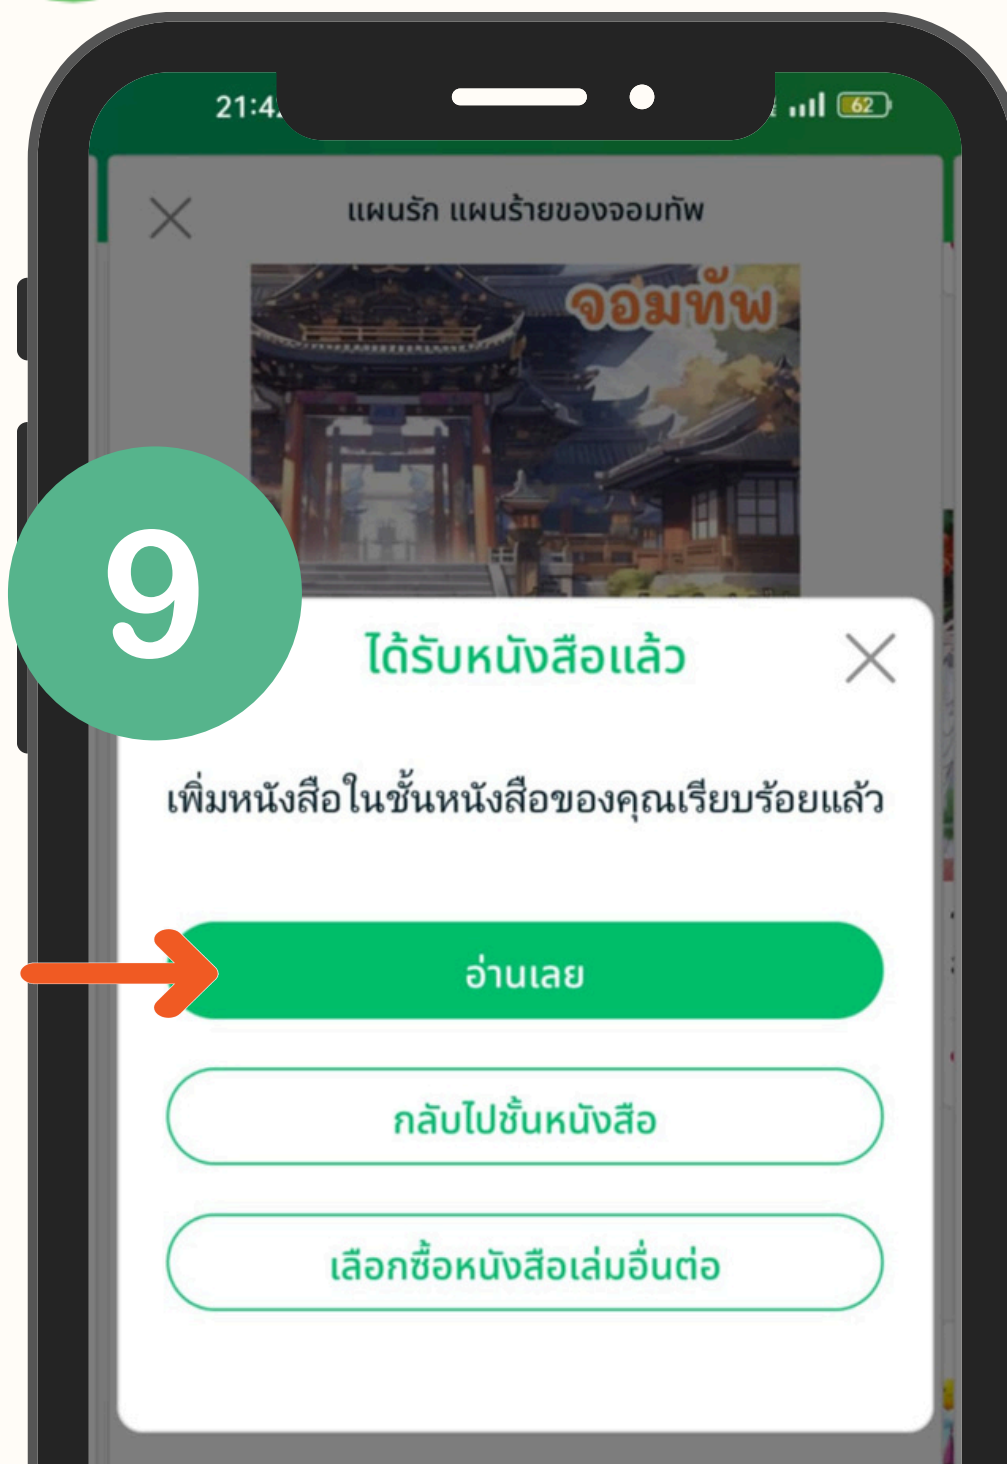 21:4
62
แผนรัก แผนร้ายของจอมทัพ
จอมทัพ
9
ได้รับหนังสือแล้ว
เพิ่มหนังสือในชั้นหนังสือของคุณเรียบร้อยแล้ว
อ่านเลย
กลับไปชั้นหนังสือ
เลือกซื้อหนังสือเล่มอื่นต่อ